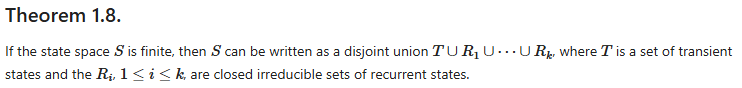 Theorem 1.8.
If the state space S is finite, then S can be written as a disjoint union T ∪ R₁ ∪ ⋯ ∪ Rₖ, where T is a set of transient
states and the Rᵢ, 1 ≤ i ≤ k, are closed irreducible sets of recurrent states.